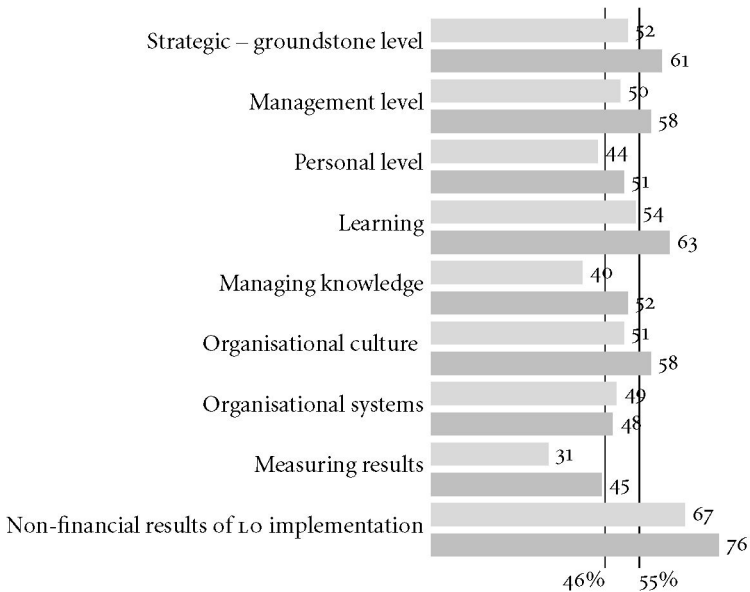 Strategic – groundstone level
52
61
Management level
50
58
Personal level
44
51
Learning
54
63
Managing knowledge
40
52
Organisational culture
51
58
Organisational systems
49
48
Measuring results
31
45
Non-financial results of LO implementation
67
76
46%
55%